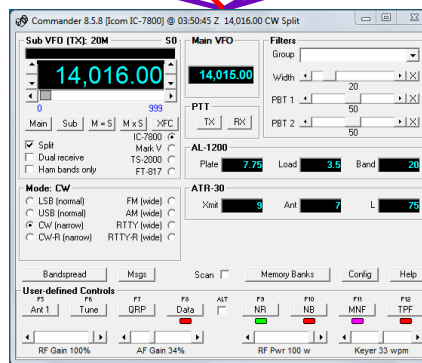 Commander 8.5.8 [Icom IC-7800] @ 03:50:45 Z 14,016.00 CW Split
Sub VFO (TX): 20M S0
14,016.00
0 999
Main Sub M = S M x S XFC
Split
Dual receive
Ham bands only
IC-7800
Mark V
TS-2000
FT-817
Main VFO
14,015.00
PTT
TX RX
Filters
Group
Width X
20
PBT 1 X
50
PBT 2 X
50
AL-1200
Plate 7.75 Load 3.5 Band 20
ATR-30
Xmit 9 Ant 7 L 75
Mode: CW
LSB (normal) FM (wide)
USB (normal) AM (wide)
CW (narrow) RTTY (wide)
CW-R (narrow) RTTY-R (wide)
Bandspread Msgs Scan Memory Banks Config Help
User-defined Controls
F5 F6 F7 F8 ALT F9 F10 F11 F12
Ant 1 Tune QRP Data NR NB MNF TPF
RF Gain 100% AF Gain 34% RF Pwr 100 w Keyer 33 wpm